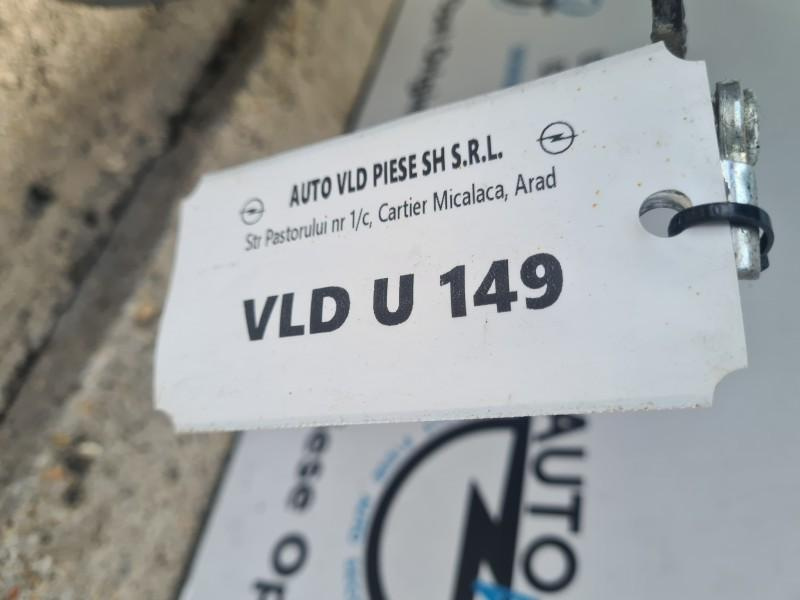 AUTO VLD PIESE SH S.R.L.
Str Pastorului nr 1/c, Cartier Micalaca, Arad
VLD U 149
AUTO